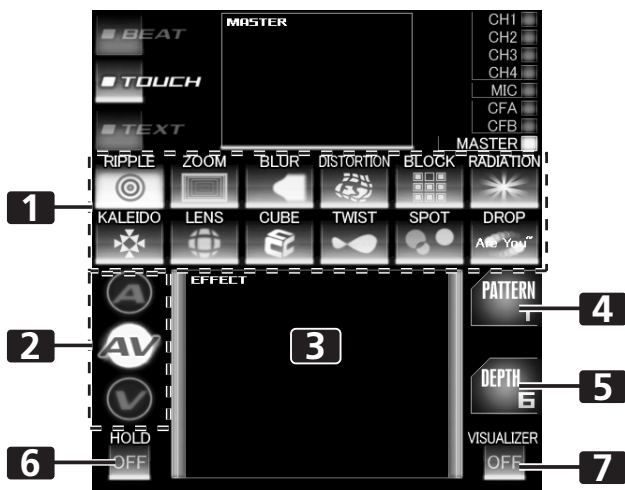 BEAT
TOUCH
TEXT
MASTER
CH1
CH2
CH3
CH4
MIC
CFA
CFB
MASTER
RIPPLE ZOOM BLUR DISTORTION BLOCK RADIATION
1
KALEIDO LENS CUBE TWIST SPOT DROP
Are You~
A
AV
V
2
EFFECT
3
PATTERN
1
4
DEPTH
6
5
HOLD
OFF
6
VISUALIZER
OFF
7